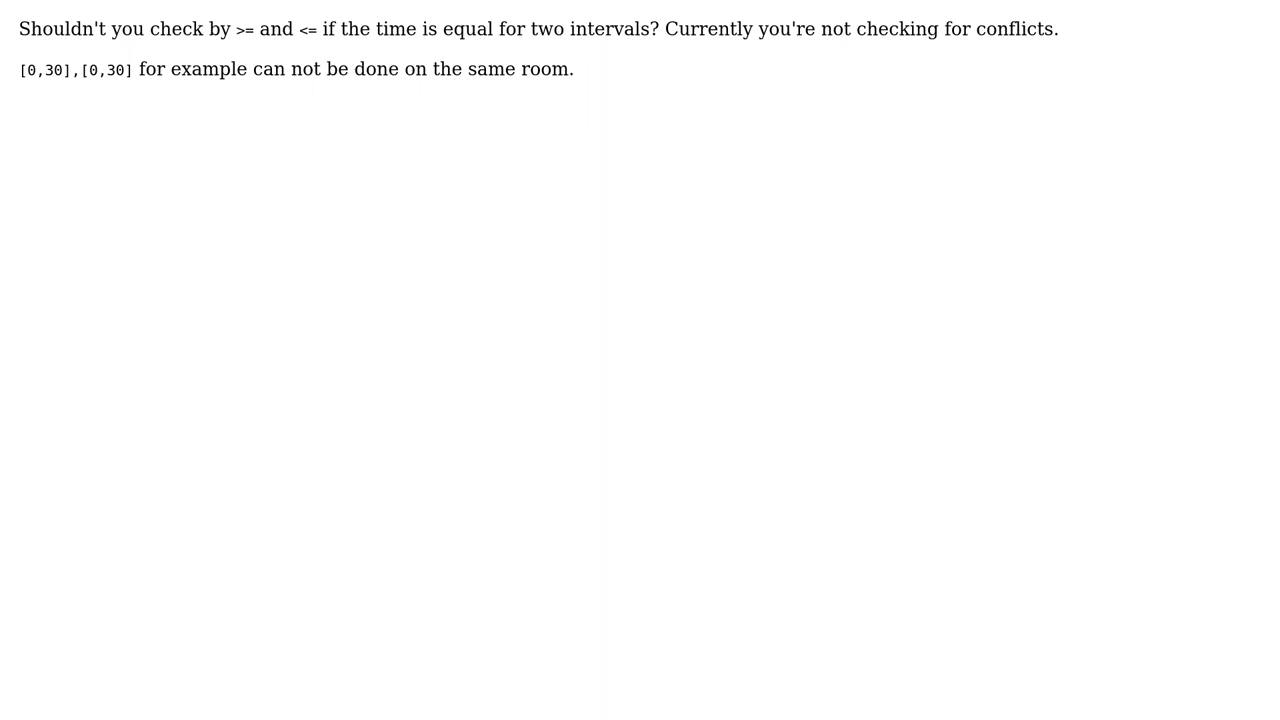 Shouldn't you check by >= and <= if the time is equal for two intervals? Currently you're not checking for conflicts.
[0,30],[0,30] for example can not be done on the same room.